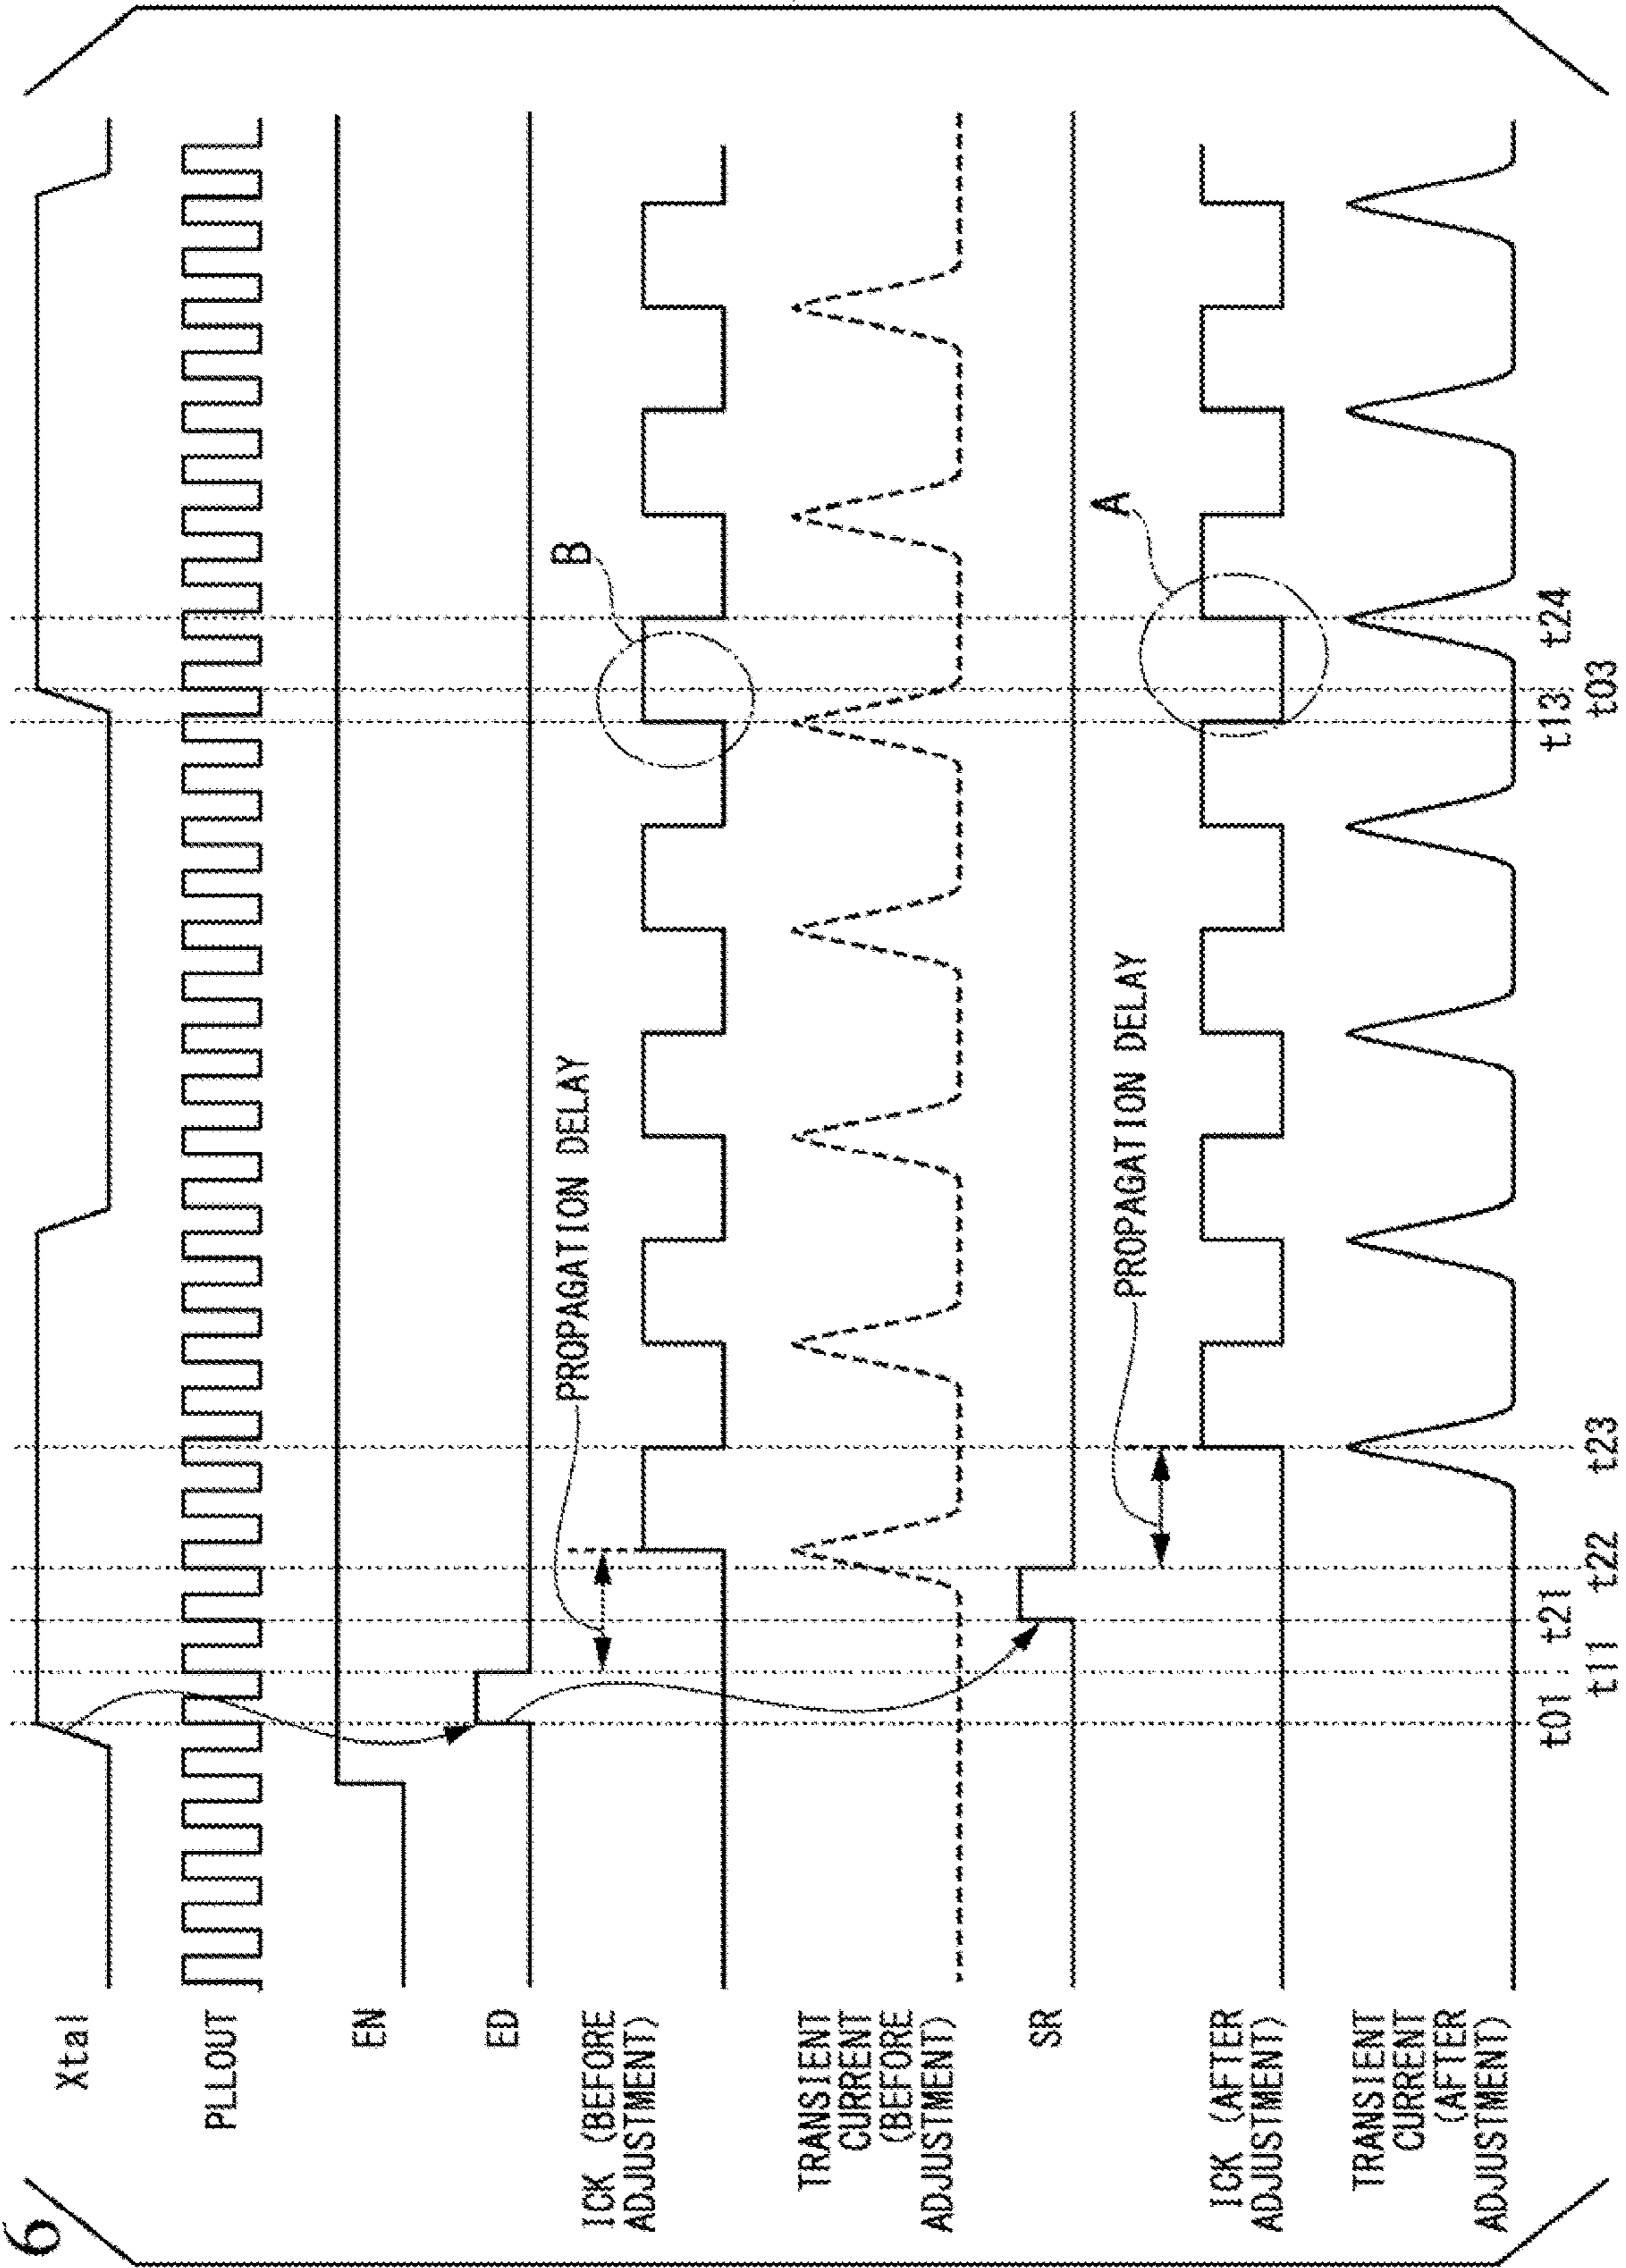 6
Xtal
PLLOUT
EN
ED
PROPAGATION DELAY
B
ICK (BEFORE
ADJUSTMENT)
TRANSIENT
CURRENT
(BEFORE
ADJUSTMENT)
SR
PROPAGATION DELAY
A
ICK (AFTER
ADJUSTMENT)
TRANSIENT
CURRENT
(AFTER
ADJUSTMENT)
t01
t11
t21
t22
t23
t13
t03
t24